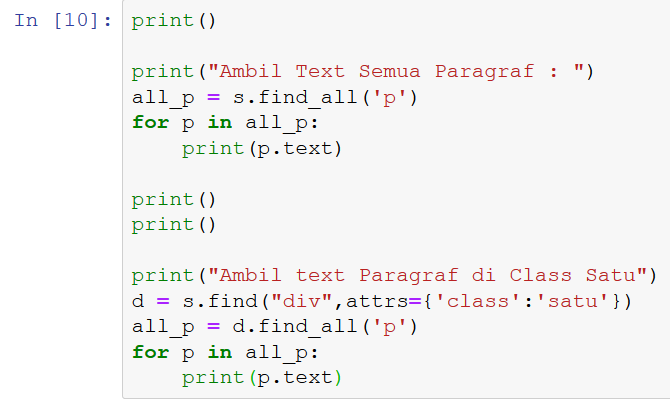 In [10]: print()
print("Ambil Text Semua Paragraf : ")
all_p = s.find_all('p')
for p in all_p:
    print(p.text)
print()
print()
print("Ambil text Paragraf di Class Satu")
d = s.find("div",attrs={'class':'satu'})
all_p = d.find_all('p')
for p in all_p:
    print(p.text)